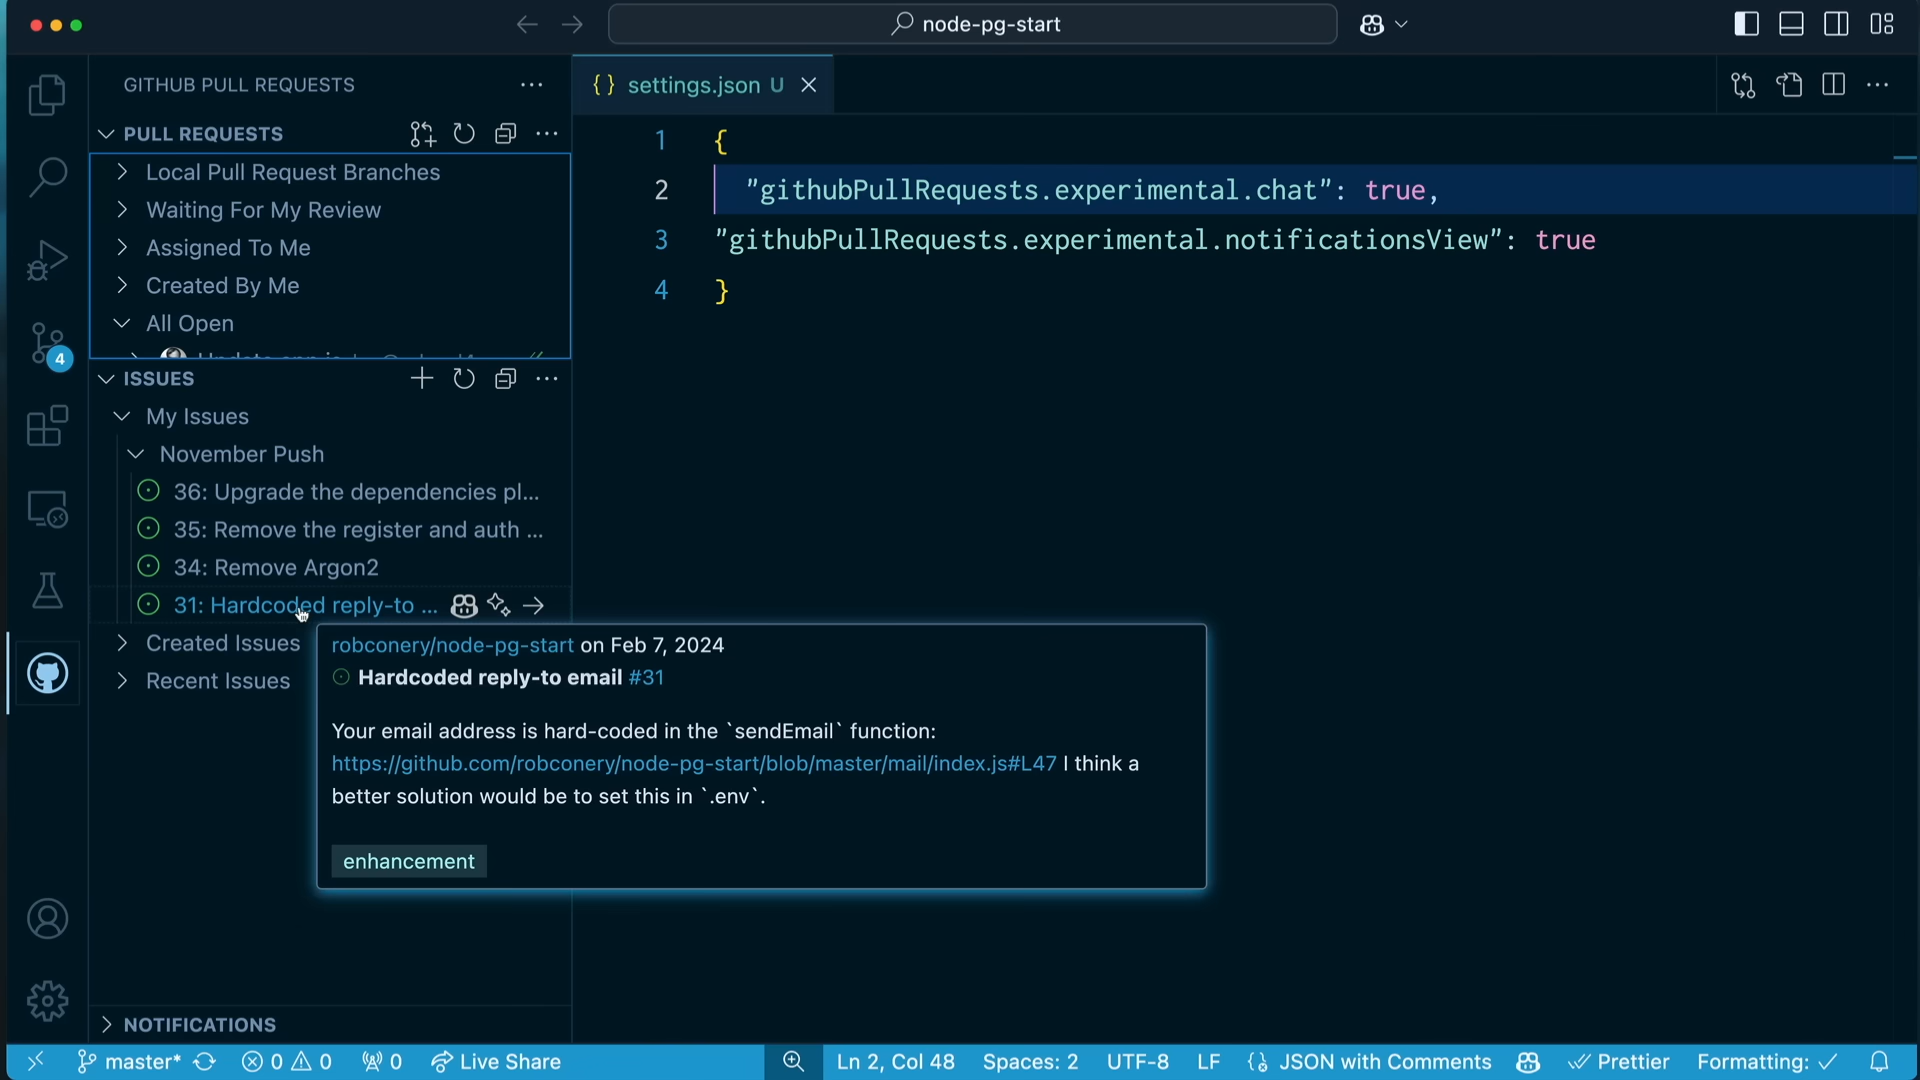 node-pg-start
GITHUB PULL REQUESTS
settings.json U
PULL REQUESTS
Local Pull Request Branches
Waiting For My Review
Assigned To Me
Created By Me
All Open
ISSUES
My Issues
November Push
36: Upgrade the dependencies pl...
35: Remove the register and auth ...
34: Remove Argon2
31: Hardcoded reply-to ...
Created Issues
Recent Issues
4
1 {
2 "githubPullRequests.experimental.chat": true,
3 "githubPullRequests.experimental.notificationsView": true
4 }
robconery/node-pg-start on Feb 7, 2024
Hardcoded reply-to email #31
Your email address is hard-coded in the `sendEmail` function:
https://github.com/robconery/node-pg-start/blob/master/mail/index.js#L47 I think a
better solution would be to set this in `.env`.
enhancement
NOTIFICATIONS
master* 0 0 0 Live Share Ln 2, Col 48 Spaces: 2 UTF-8 LF JSON with Comments Prettier Formatting: